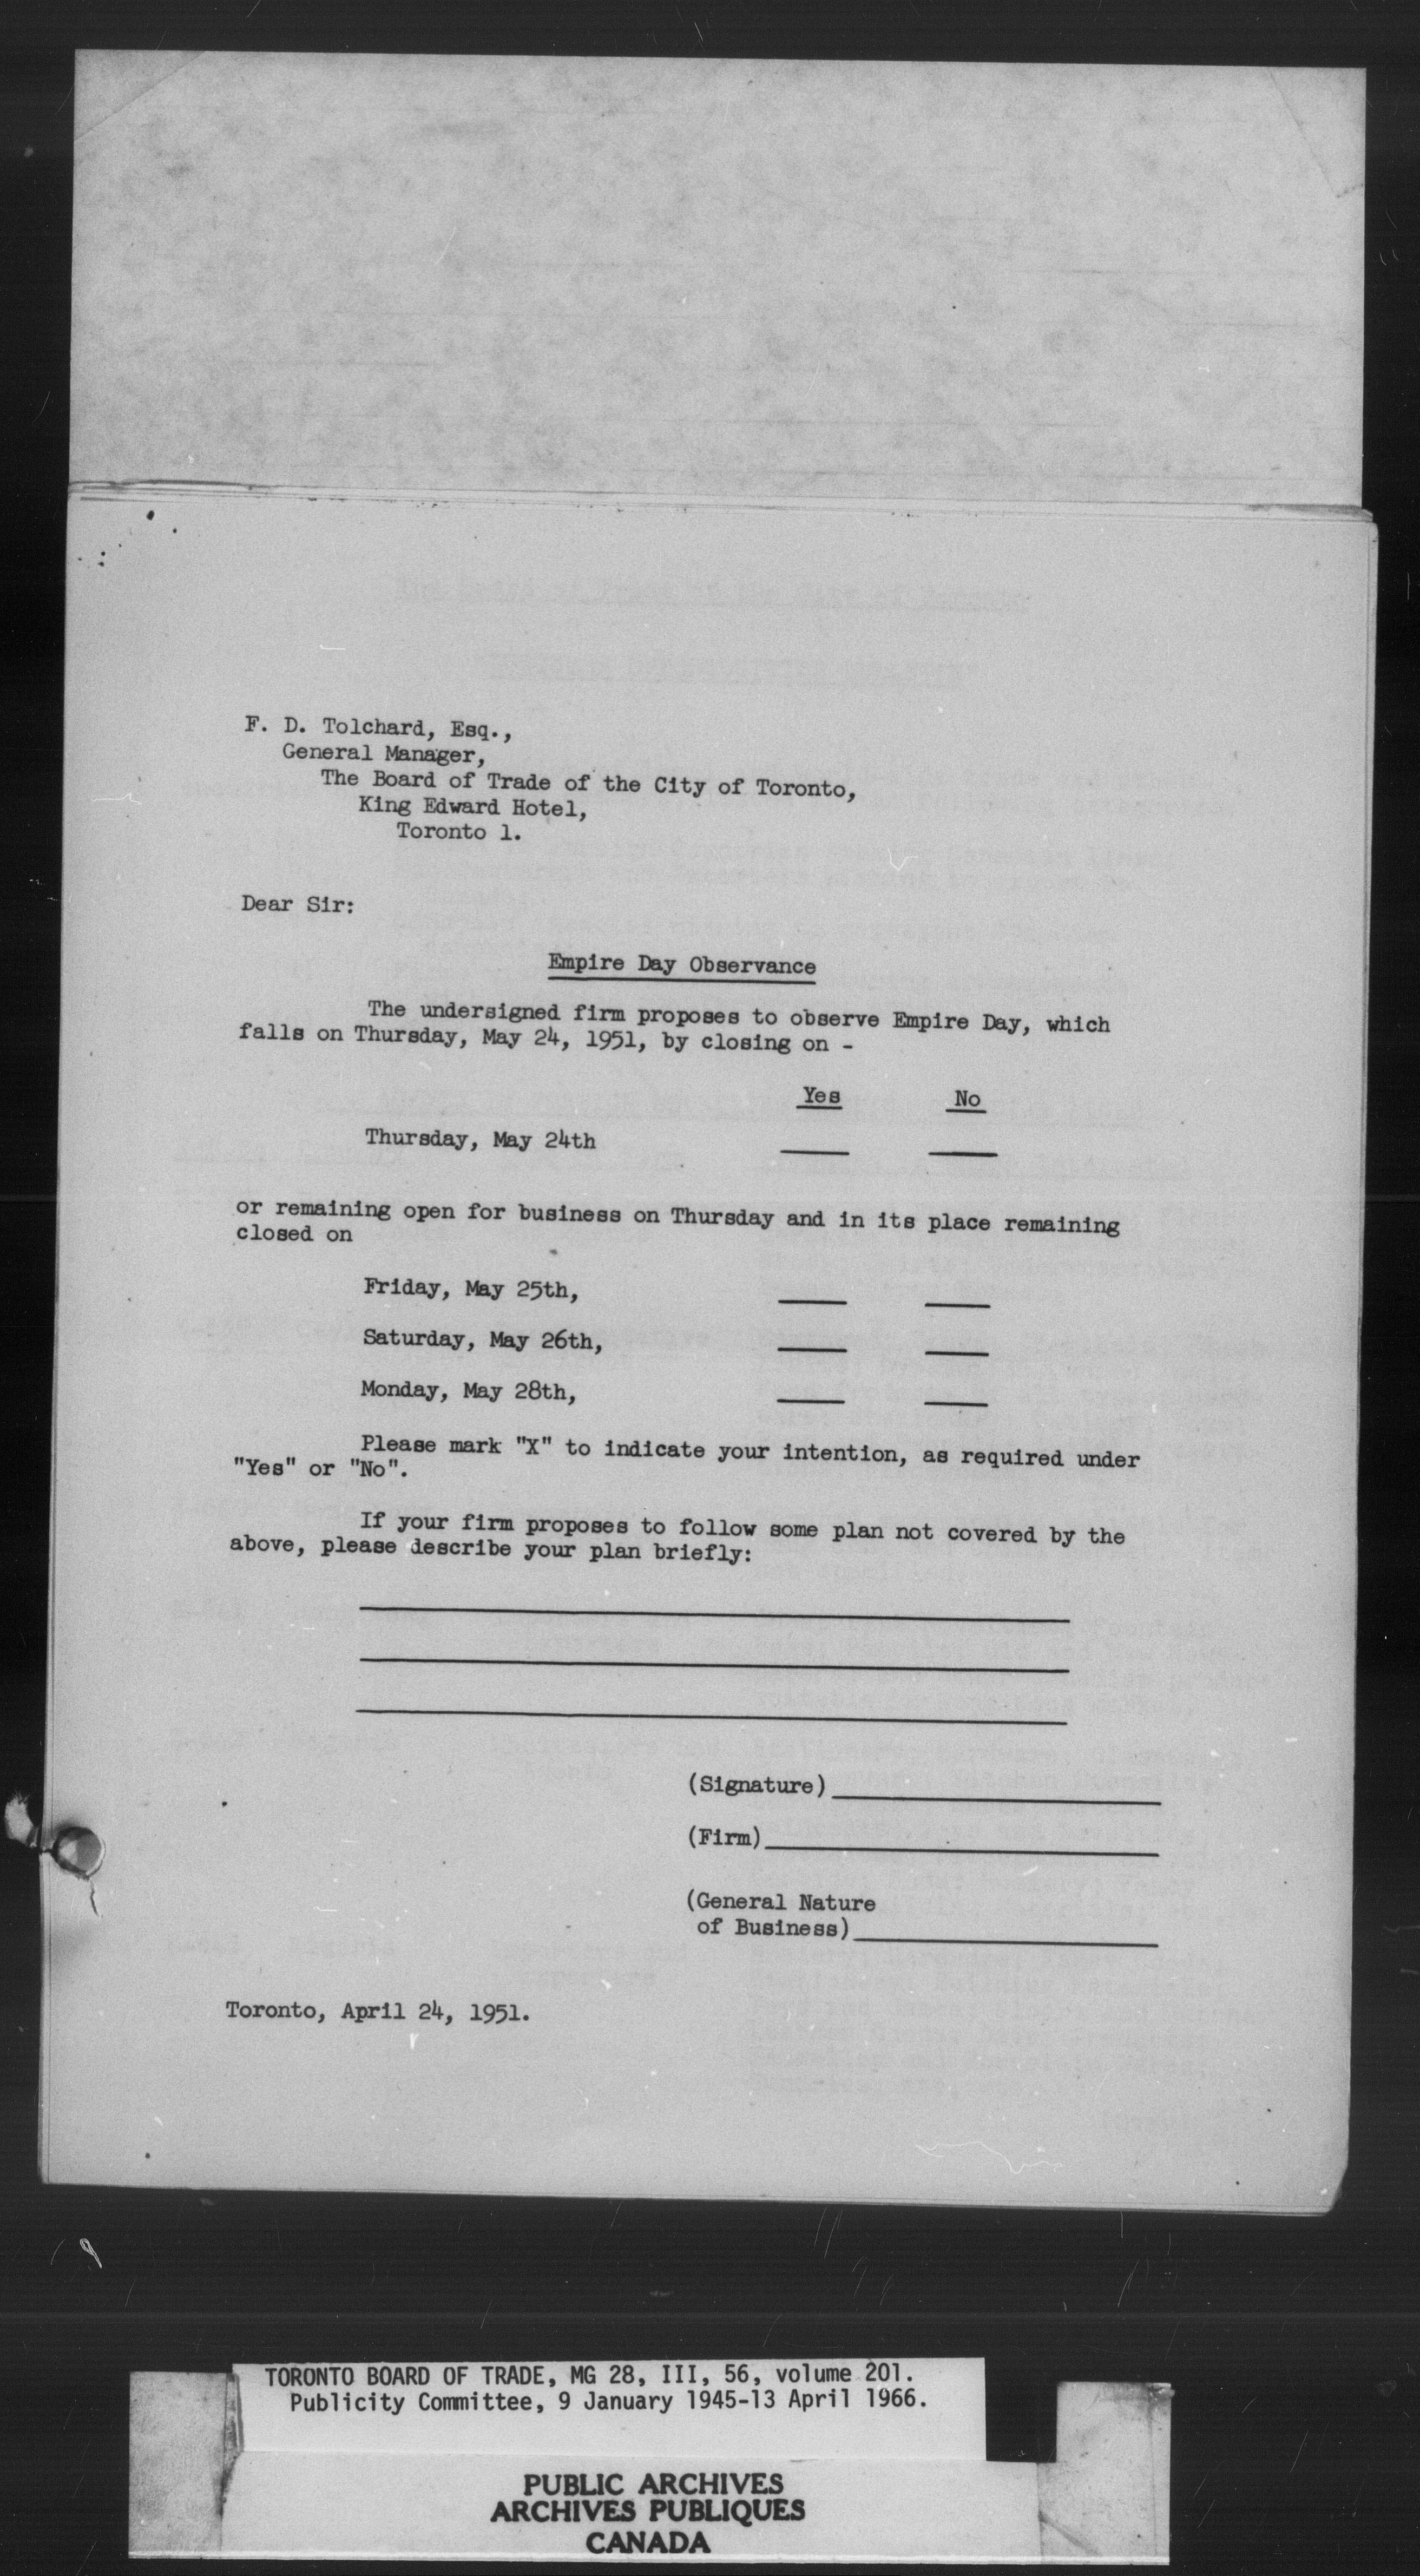 F. D. Tolchard, Esq.,
General Manager,
The Board of Trade of the City of Toronto,
King Edward Hotel,
Toronto 1.
Dear Sir:
Empire Day Observance
The undersigned firm proposes to observe Empire Day, which
falls on Thursday, May 24, 1951, by closing on -
Yes No
Thursday, May 24th
or remaining open for business on Thursday and in its place remaining
closed on
Friday, May 25th,
Saturday, May 26th,
Monday, May 28th,
Please mark "X" to indicate your intention, as required under
"Yes" or "No".
If your firm proposes to follow some plan not covered by the
above, please describe your plan briefly:
(Signature)
(Firm)
(General Nature
of Business)
Toronto, April 24, 1951.
TORONTO BOARD OF TRADE, MG 28, III, 56, volume 201.
Publicity Committee, 9 January 1945-13 April 1966.
PUBLIC ARCHIVES
ARCHIVES PUBLIQUES
CANADA